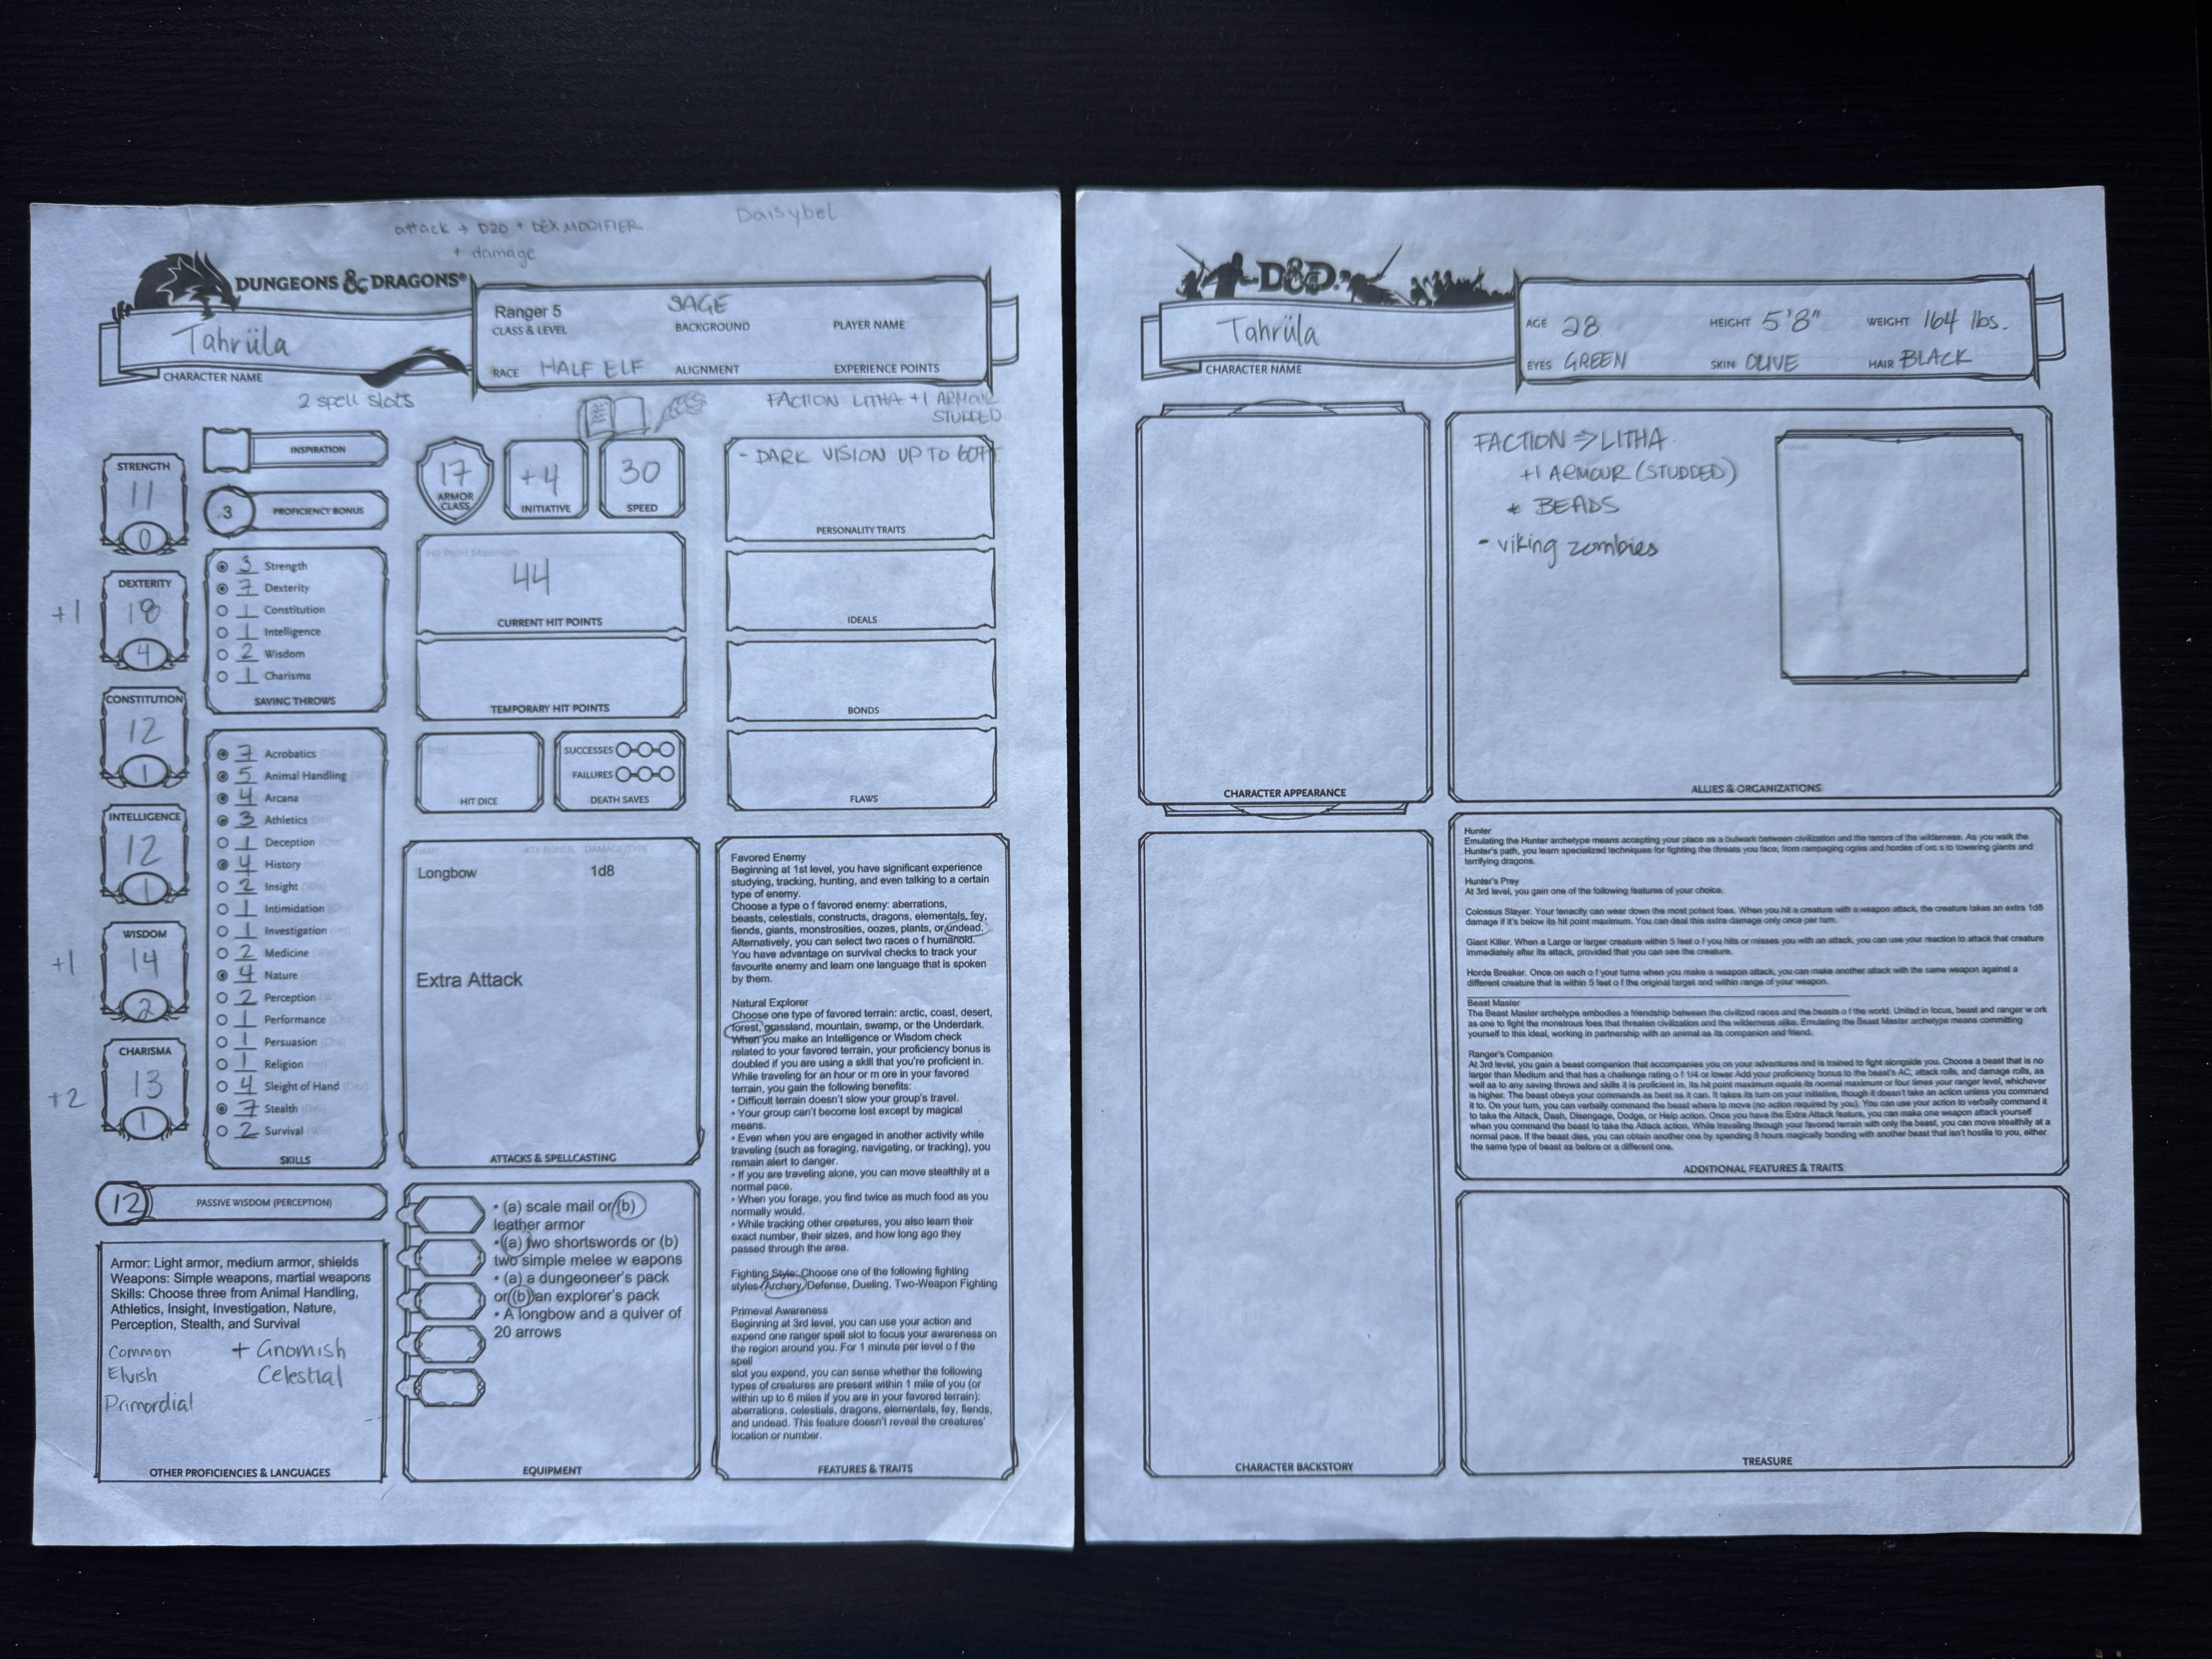 attack → D20 + DEX MODIFIER
+ damage
Daisybel
DUNGEONS & DRAGONS®
Tahrüla
CHARACTER NAME
Ranger 5
SAGE
CLASS & LEVEL
BACKGROUND
PLAYER NAME
HALF ELF
RACE
ALIGNMENT
EXPERIENCE POINTS
2 spell slots
FACTION LITHA +1 ARMOUR
STUDDED
STRENGTH
11
0
+1
DEXTERITY
18
4
CONSTITUTION
12
1
INTELLIGENCE
12
1
+1
WISDOM
14
2
+2
CHARISMA
13
1
INSPIRATION
3
PROFICIENCY BONUS
3 Strength
7 Dexterity
1 Constitution
1 Intelligence
2 Wisdom
1 Charisma
SAVING THROWS
7 Acrobatics
5 Animal Handling
4 Arcana
3 Athletics
1 Deception
4 History
2 Insight
1 Intimidation
1 Investigation
2 Medicine
4 Nature
2 Perception
1 Performance
1 Persuasion
1 Religion
4 Sleight of Hand
7 Stealth
2 Survival
SKILLS
12
PASSIVE WISDOM (PERCEPTION)
Armor: Light armor, medium armor, shields
Weapons: Simple weapons, martial weapons
Skills: Choose three from Animal Handling,
Athletics, Insight, Investigation, Nature,
Perception, Stealth, and Survival
Common + Gnomish
Elvish Celestial
Primordial
OTHER PROFICIENCIES & LANGUAGES
17
ARMOR
CLASS
+4
INITIATIVE
30
SPEED
Hit Point Maximum
44
CURRENT HIT POINTS
TEMPORARY HIT POINTS
Total
HIT DICE
SUCCESSES
FAILURES
DEATH SAVES
NAME ATK BONUS DAMAGE/TYPE
Longbow 1d8
Extra Attack
ATTACKS & SPELLCASTING
• (a) scale mail or (b)
leather armor
• (a) two shortswords or (b)
two simple melee w eapons
• (a) a dungeoneer's pack
or (b) an explorer's pack
• A longbow and a quiver of
20 arrows
EQUIPMENT
- DARK VISION UP TO 60FT.
PERSONALITY TRAITS
IDEALS
BONDS
FLAWS
Favored Enemy
Beginning at 1st level, you have significant experience
studying, tracking, hunting, and even talking to a certain
type of enemy.
Choose a type o f favored enemy: aberrations,
beasts, celestials, constructs, dragons, elementals, fey,
fiends, giants, monstrosities, oozes, plants, or undead.
Alternatively, you can select two races o f humanoid.
You have advantage on survival checks to track your
favourite enemy and learn one language that is spoken
by them.
Natural Explorer
Choose one type of favored terrain: arctic, coast, desert,
forest, grassland, mountain, swamp, or the Underdark.
When you make an Intelligence or Wisdom check
related to your favored terrain, your proficiency bonus is
doubled if you are using a skill that you're proficient in.
While traveling for an hour or m ore in your favored
terrain, you gain the following benefits:
• Difficult terrain doesn't slow your group's travel.
• Your group can't become lost except by magical
means.
• Even when you are engaged in another activity while
traveling (such as foraging, navigating, or tracking), you
remain alert to danger.
• If you are traveling alone, you can move stealthily at a
normal pace.
• When you forage, you find twice as much food as you
normally would.
• While tracking other creatures, you also learn their
exact number, their sizes, and how long ago they
passed through the area.
Fighting Style: Choose one of the following fighting
styles: Archery, Defense, Dueling, Two-Weapon Fighting
Primeval Awareness
Beginning at 3rd level, you can use your action and
expend one ranger spell slot to focus your awareness on
the region around you. For 1 minute per level o f the
spell
slot you expend, you can sense whether the following
types of creatures are present within 1 mile of you (or
within up to 6 miles if you are in your favored terrain):
aberrations, celestials, dragons, elementals, fey, fiends,
and undead. This feature doesn't reveal the creatures'
location or number.
FEATURES & TRAITS
D&D
Tahrüla
CHARACTER NAME
AGE 28
HEIGHT 5'8"
WEIGHT 164 lbs.
EYES GREEN
SKIN OLIVE
HAIR BLACK
CHARACTER APPEARANCE
FACTION ⇒ LITHA
+1 ARMOUR (STUDDED)
* BEADS
- viking zombies
NAME
ALLIES & ORGANIZATIONS
CHARACTER BACKSTORY
Hunter
Emulating the Hunter archetype means accepting your place as a bulwark between civilization and the terrors of the wilderness. As you walk the
Hunter's path, you learn specialized techniques for fighting the threats you face, from rampaging ogres and hordes of orc s to towering giants and
terrifying dragons.
Hunter's Prey
At 3rd level, you gain one of the following features of your choice.
Colossus Slayer. Your tenacity can wear down the most potent foes. When you hit a creature with a weapon attack, the creature takes an extra 1d8
damage if it's below its hit point maximum. You can deal this extra damage only once per turn.
Giant Killer. When a Large or larger creature within 5 feet o f you hits or misses you with an attack, you can use your reaction to attack that creature
immediately after its attack, provided that you can see the creature.
Horde Breaker. Once on each o f your turns when you make a weapon attack, you can make another attack with the same weapon against a
different creature that is within 5 feet o f the original target and within range of your weapon.
Beast Master
The Beast Master archetype embodies a friendship between the civilized races and the beasts o f the world. United in focus, beast and ranger w ork
as one to fight the monstrous foes that threaten civilization and the wilderness alike. Emulating the Beast Master archetype means committing
yourself to this ideal, working in partnership with an animal as its companion and friend.
Ranger's Companion
At 3rd level, you gain a beast companion that accompanies you on your adventures and is trained to fight alongside you. Choose a beast that is no
larger than Medium and that has a challenge rating o f 1/4 or lower Add your proficiency bonus to the beast's AC, attack rolls, and damage rolls, as
well as to any saving throws and skills it is proficient in. Its hit point maximum equals its normal maximum or four times your ranger level, whichever
is higher. The beast obeys your commands as best as it can. It takes its turn on your initiative, though it doesn't take an action unless you command
it to. On your turn, you can verbally command the beast where to move (no action required by you). You can use your action to verbally command it
to take the Attack, Dash, Disengage, Dodge, or Help action. Once you have the Extra Attack feature, you can make one weapon attack yourself
when you command the beast to take the Attack action. While traveling through your favored terrain with only the beast, you can move stealthily at a
normal pace. If the beast dies, you can obtain another one by spending 8 hours magically bonding with another beast that isn't hostile to you, either
the same type of beast as before or a different one.
ADDITIONAL FEATURES & TRAITS
TREASURE